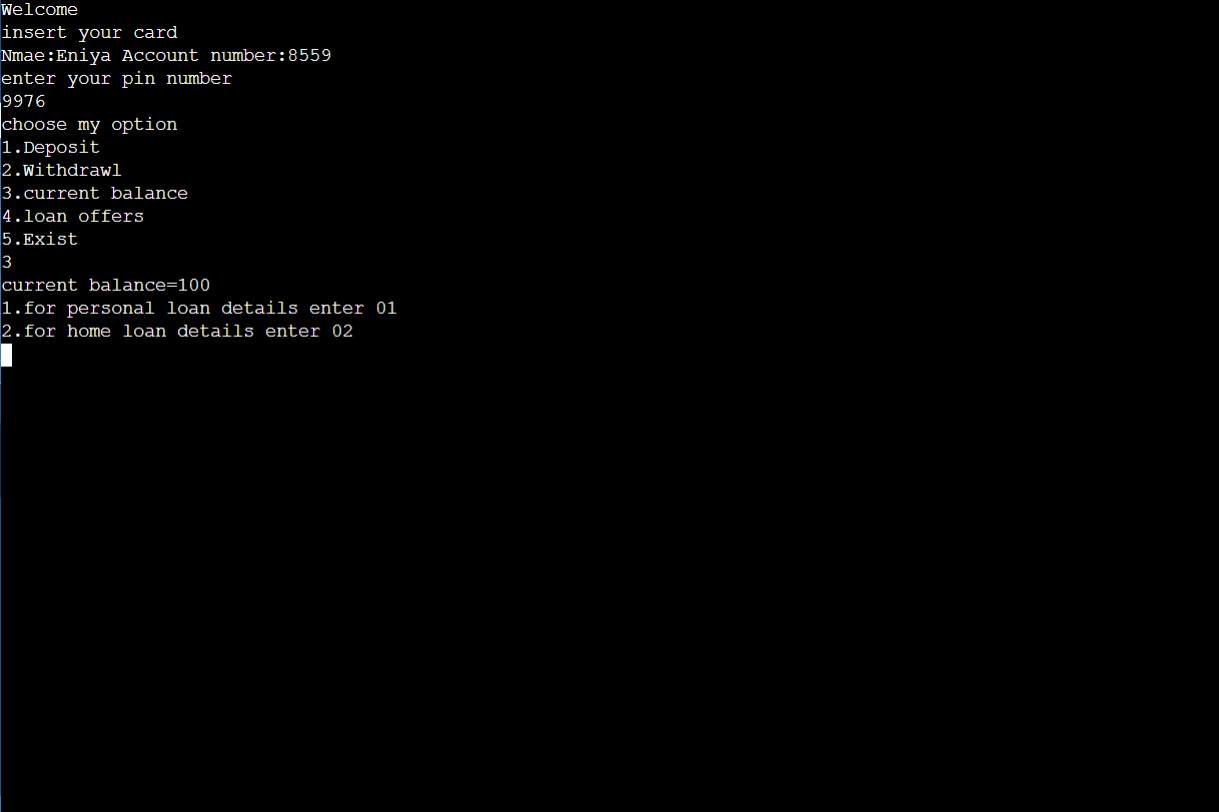 Welcome
insert your card
Nmae:Eniya Account number:8559
enter your pin number
9976
choose my option
1.Deposit
2.Withdrawl
3.current balance
4.loan offers
5.Exist
3
current balance=100
1.for personal loan details enter 01
2.for home loan details enter 02